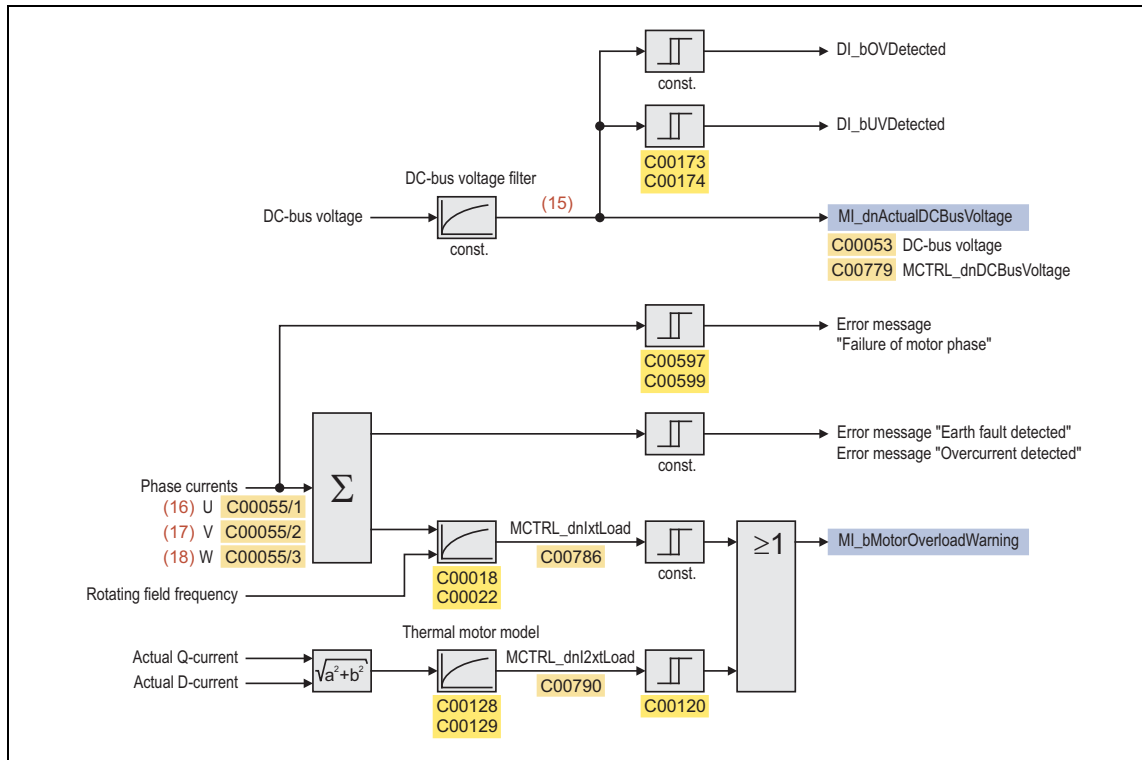 DI_bOVDetected
const.
DI_bUVDetected
C00173
C00174
DC-bus voltage filter
(15)
DC-bus voltage
const.
MI_dnActualDCBusVoltage
C00053 DC-bus voltage
C00779 MCTRL_dnDCBusVoltage
Error message
"Failure of motor phase"
C00597
C00599
Error message "Earth fault detected"
Error message "Overcurrent detected"
const.
Σ
Phase currents
(16) U C00055/1
(17) V C00055/2
(18) W C00055/3
MCTRL_dnIxtLoad
C00786
const.
≥1
MI_bMotorOverloadWarning
Rotating field frequency
C00018
C00022
Thermal motor model
Actual Q-current
Actual D-current
√a²+b²
MCTRL_dnI2xtLoad
C00790
C00128
C00129
C00120